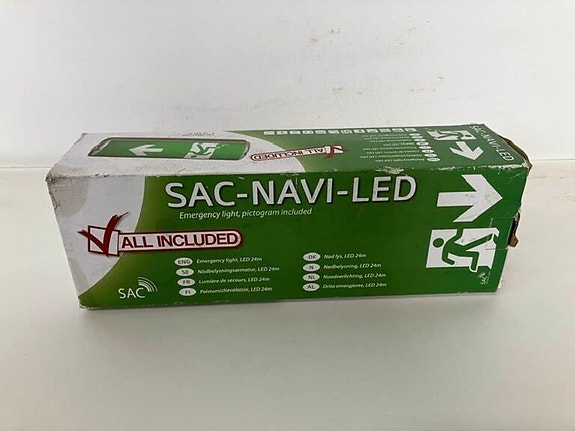 ALL INCLUDED
SAC-NAVI-LED
SAC-NAVI-LED
Emergency light, pictogram included
ALL INCLUDED
ENG Emergency light, LED 24m
SE Nödbelysningsarmatur, LED 24m
FR Lumière de secours, LED 24m
FI Poistumistievalaisin, LED 24m
DK Nød lys, LED 24m
N Nødbelysning, LED 24m
NL Noodverlichting, LED 24m
AL Drita emergjente, LED 24m
SAC